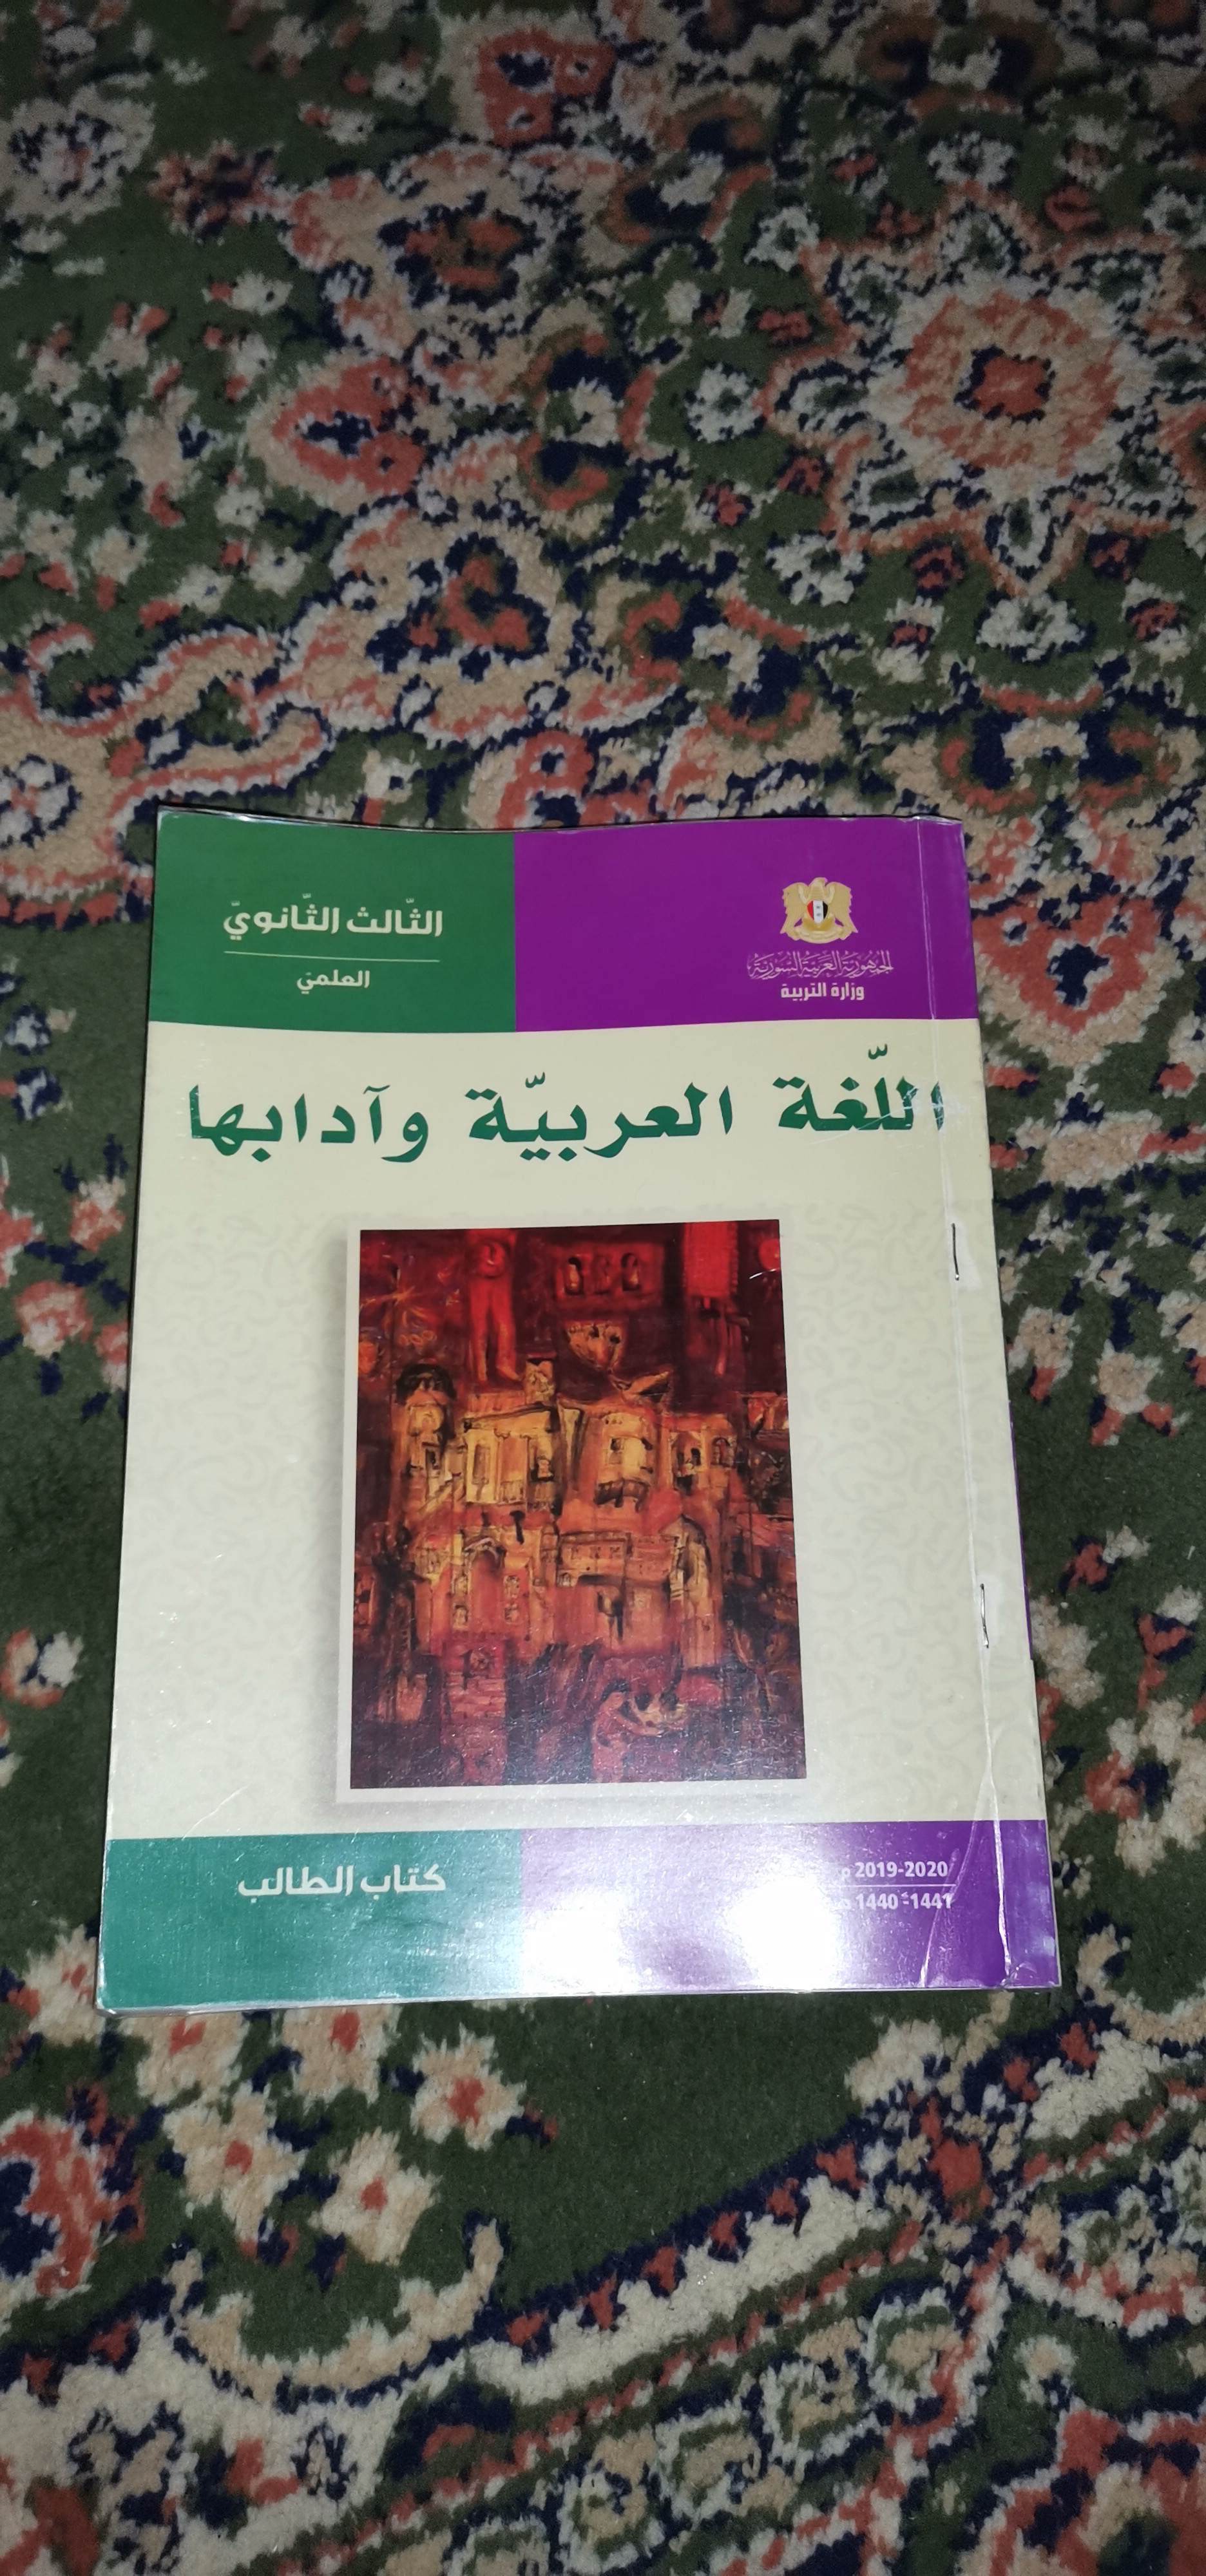 الجمهورية العربية السورية
وزارة التربية
الثّالث الثّانويّ
العلميّ
اللّغة العربيّة وآدابها
كتاب الطالب
2019-2020 م
1440-1441 هـ